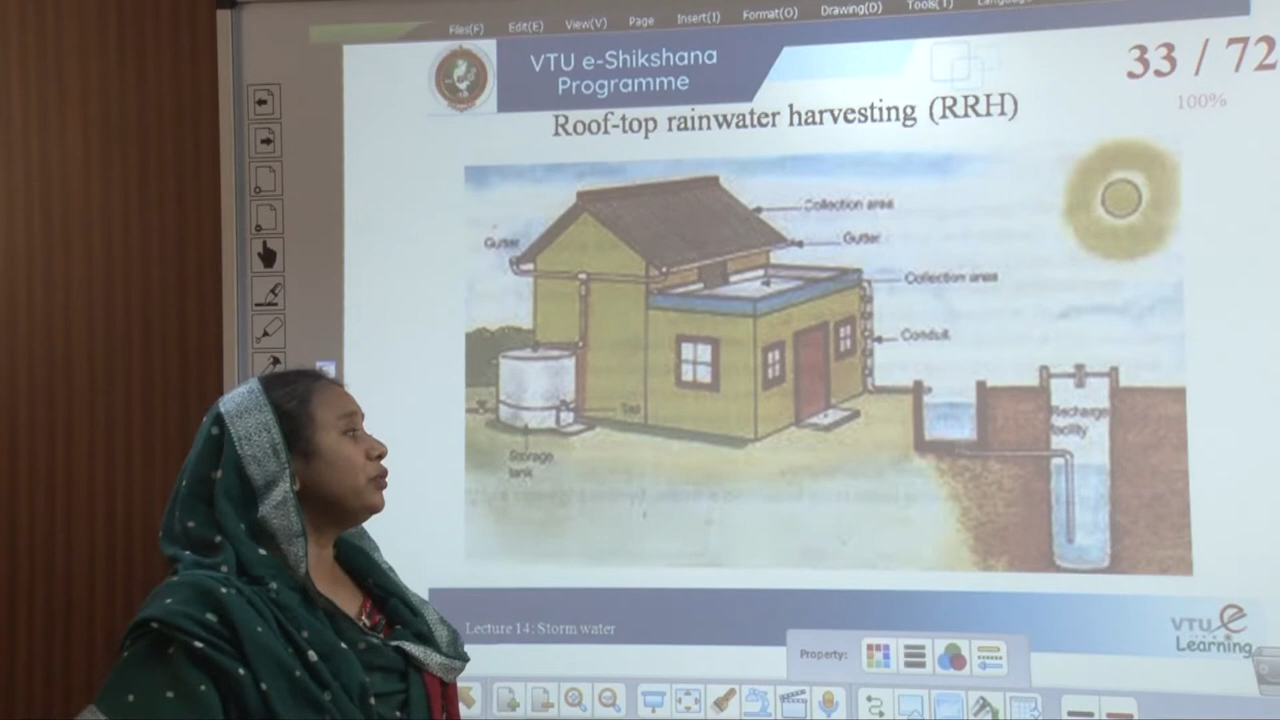 Files(F) Edit(E) View(V) Page Insert(I) Format(O) Drawing(D) Tools(T)
VTU e-Shikshana
Programme
33 / 72
100%
Roof-top rainwater harvesting (RRH)
Collection area
Gutter
Gutter
Collection area
Conduit
Recharge
facility
Tap
Storage
tank
Lecture 14: Storm water
VTU e
Learning
Property: